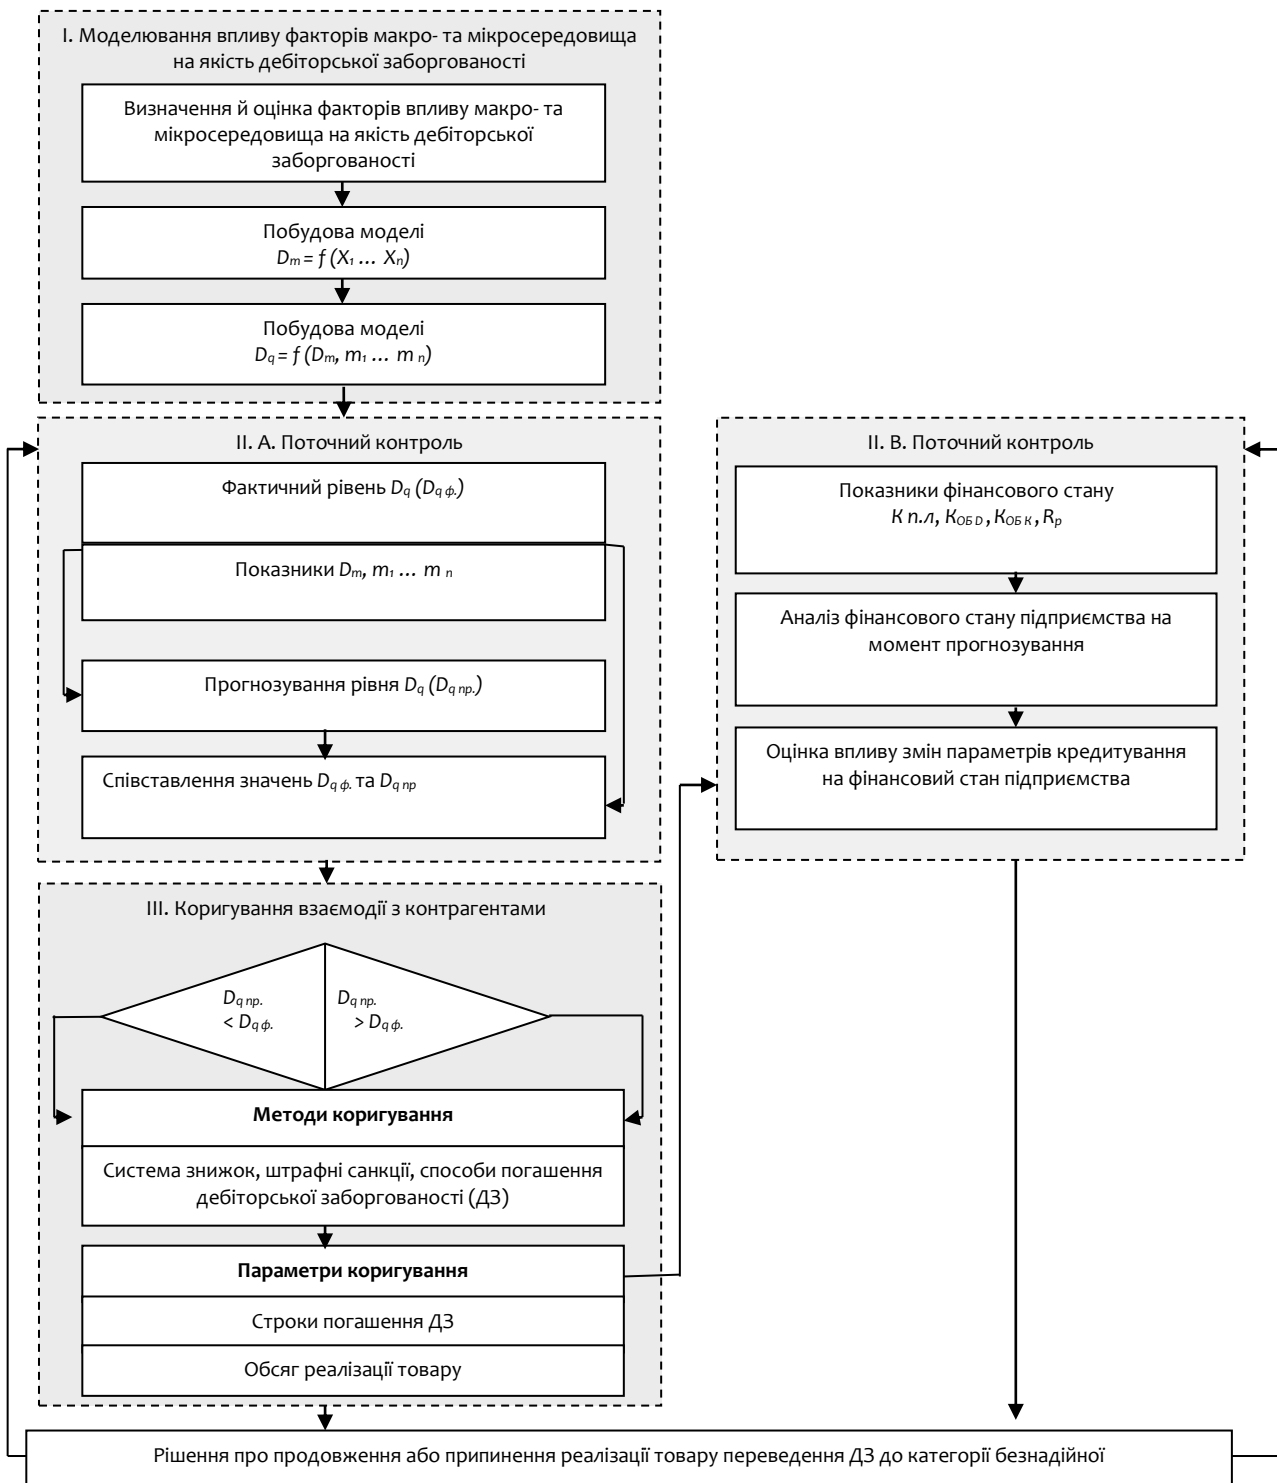 I. Моделювання впливу факторів макро- та мікросередовища
на якість дебіторської заборгованості
Визначення й оцінка факторів впливу макро- та
мікросередовища на якість дебіторської
заборгованості
Побудова моделі
Dm = f (X1 ... Xn)
Побудова моделі
Dq = f (Dm, m1 ... m n)
II. А. Поточний контроль
Фактичний рівень Dq (Dq ф.)
Показники Dm, m1 ... m n
Прогнозування рівня Dq (Dq пр.)
Співставлення значень Dq ф. та Dq пр
II. В. Поточний контроль
Показники фінансового стану
К п.л, КОБ D , КОБ К , Rp
Аналіз фінансового стану підприємства на
момент прогнозування
Оцінка впливу змін параметрів кредитування
на фінансовий стан підприємства
III. Коригування взаємодії з контрагентами
Dq пр.
< Dq ф.
Dq пр.
> Dq ф.
Методи коригування
Система знижок, штрафні санкції, способи погашення
дебіторської заборгованості (ДЗ)
Параметри коригування
Строки погашення ДЗ
Обсяг реалізації товару
Рішення про продовження або припинення реалізації товару переведення ДЗ до категорії безнадійної